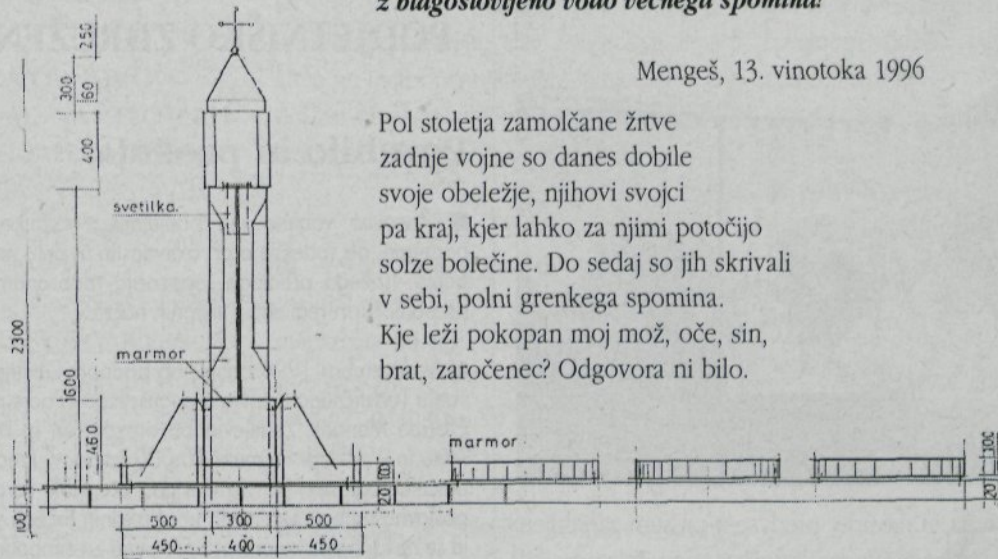 z blagoslovljeno vodo večnega spomina!
Mengeš, 13. vinotoka 1996
Pol stoletja zamolčane žrtve
zadnje vojne so danes dobile
svoje obeležje, njihovi svojci
pa kraj, kjer lahko za njimi potočijo
solze bolečine. Do sedaj so jih skrivali
v sebi, polni grenkega spomina.
Kje leži pokopan moj mož, oče, sin,
brat, zaročenec? Odgovora ni bilo.
250
300
60
400
svetilka.
2300
1600
marmor
460
100
20
100
marmor
100
20
500 300 500
450 400 450